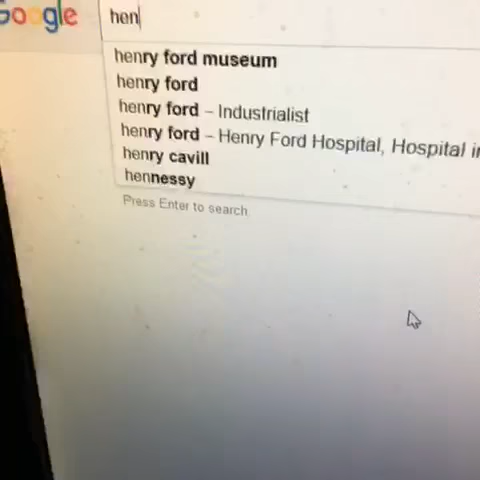 Google
hen
henry ford museum
henry ford
henry ford – Industrialist
henry ford – Henry Ford Hospital, Hospital in
henry cavill
hennessy
Press Enter to search.